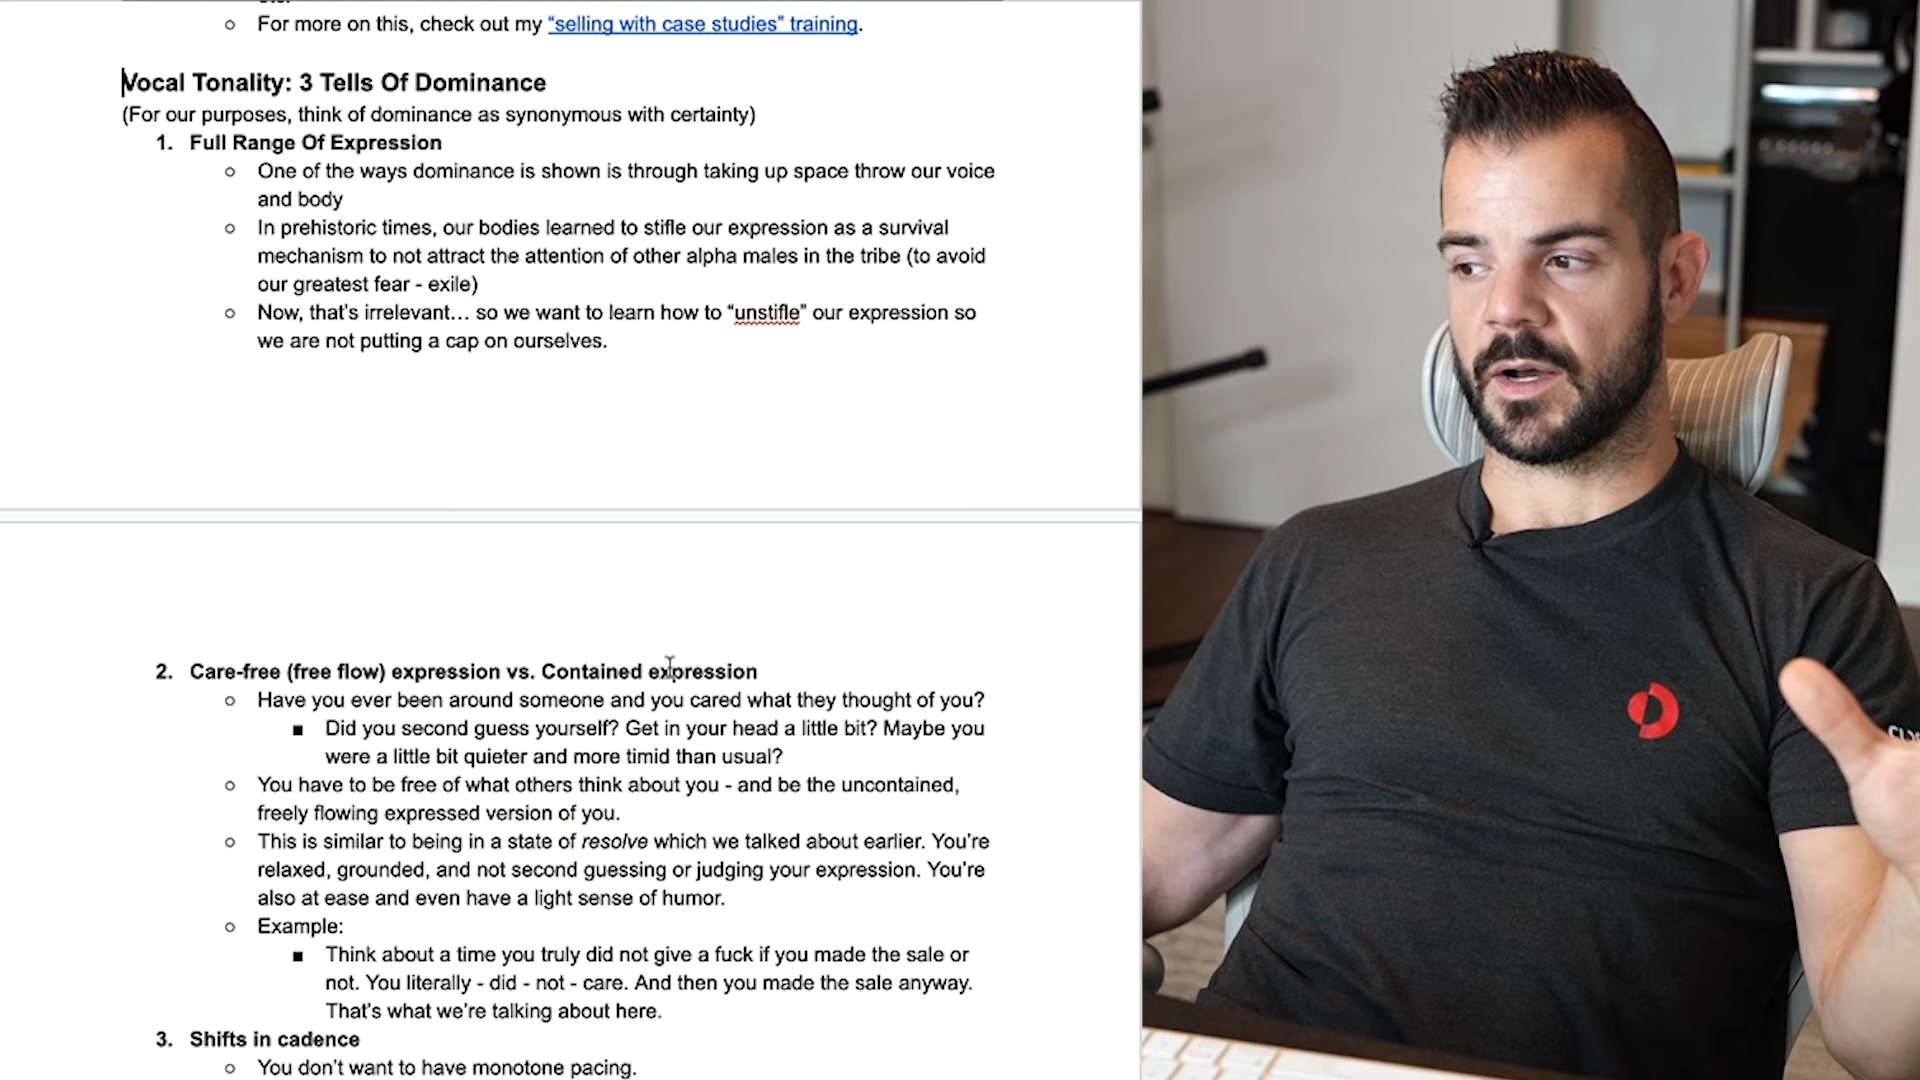 For more on this, check out my “selling with case studies” training.
Vocal Tonality: 3 Tells Of Dominance
(For our purposes, think of dominance as synonymous with certainty)
1. Full Range Of Expression
○ One of the ways dominance is shown is through taking up space throw our voice
and body
○ In prehistoric times, our bodies learned to stifle our expression as a survival
mechanism to not attract the attention of other alpha males in the tribe (to avoid
our greatest fear - exile)
○ Now, that’s irrelevant… so we want to learn how to “unstifle” our expression so
we are not putting a cap on ourselves.
2. Care-free (free flow) expression vs. Contained expression
○ Have you ever been around someone and you cared what they thought of you?
■ Did you second guess yourself? Get in your head a little bit? Maybe you
were a little bit quieter and more timid than usual?
○ You have to be free of what others think about you - and be the uncontained,
freely flowing expressed version of you.
○ This is similar to being in a state of resolve which we talked about earlier. You’re
relaxed, grounded, and not second guessing or judging your expression. You’re
also at ease and even have a light sense of humor.
○ Example:
■ Think about a time you truly did not give a fuck if you made the sale or
not. You literally - did - not - care. And then you made the sale anyway.
That’s what we’re talking about here.
3. Shifts in cadence
○ You don’t want to have monotone pacing.